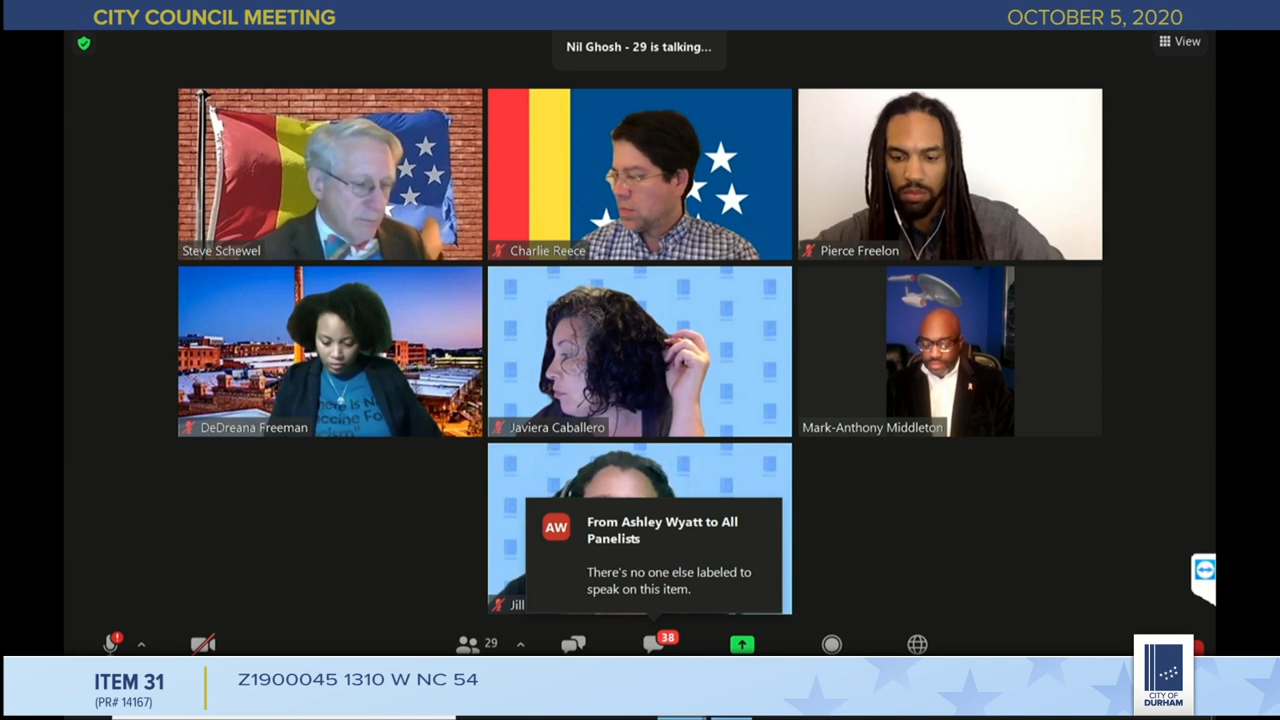 CITY COUNCIL MEETING
OCTOBER 5, 2020
Nil Ghosh - 29 is talking...
View
Steve Schewel
Charlie Reece
Pierce Freelon
DeDreana Freeman
Javiera Caballero
Mark-Anthony Middleton
AW
From Ashley Wyatt to All
Panelists
There's no one else labeled to
speak on this item.
Jill
29
38
ITEM 31
(PR# 14167)
Z1900045 1310 W NC 54
CITY OF
DURHAM